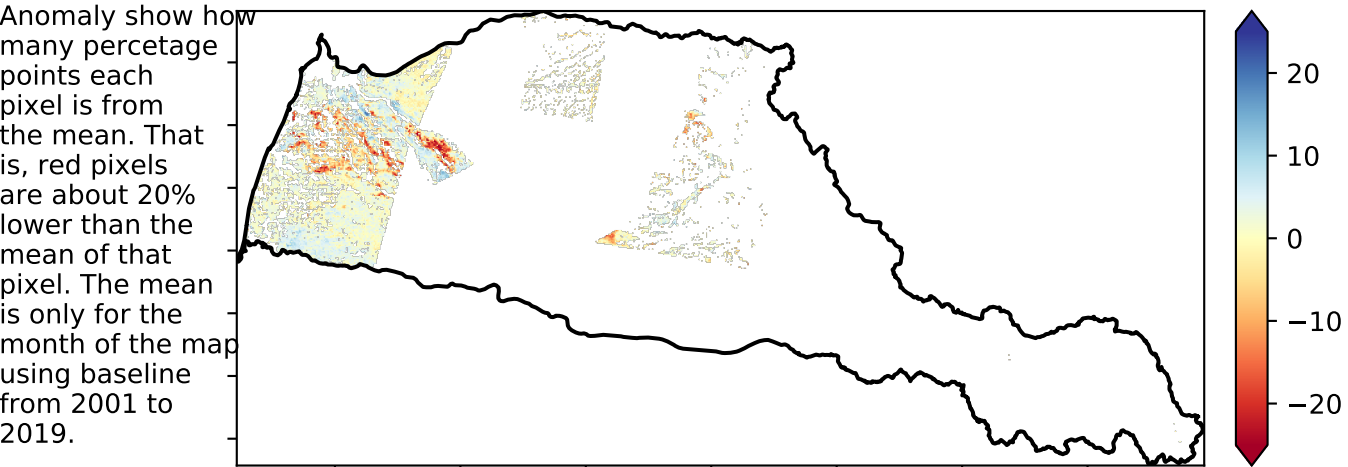 Anomaly show how
many percetage
points each
pixel is from
the mean. That
is, red pixels
are about 20%
lower than the
mean of that
pixel. The mean
is only for the
month of the map
using baseline
from 2001 to
2019.
20
10
0
−10
−20